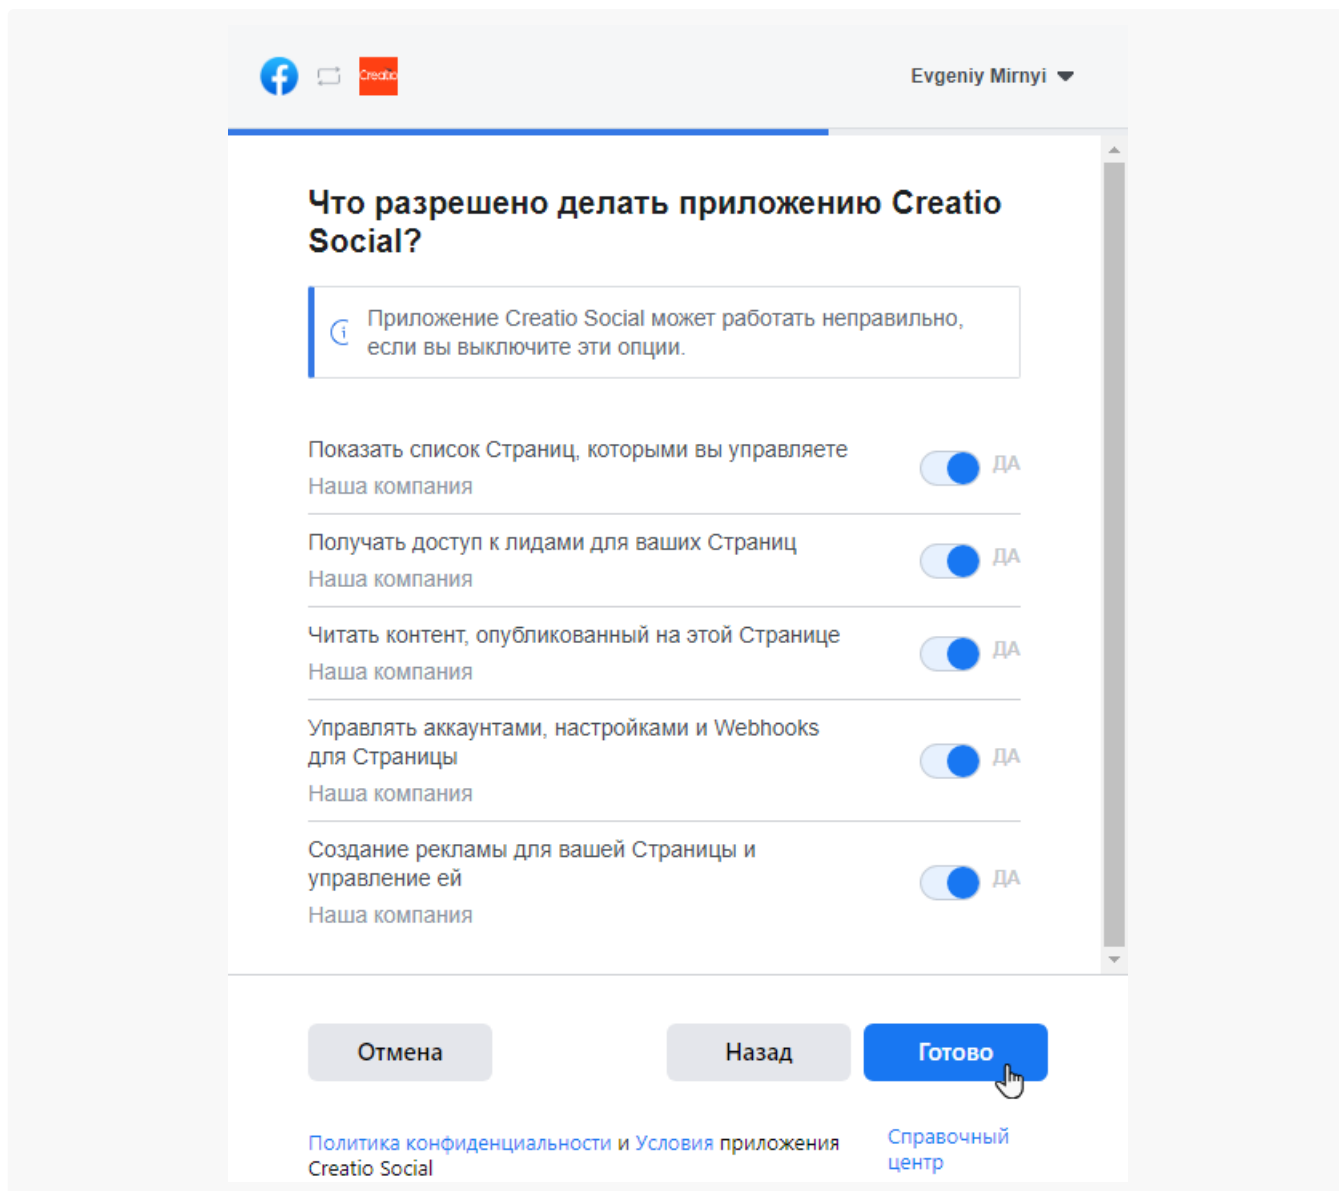 Creatio
Evgeniy Mirnyi
Что разрешено делать приложению Creatio
Social?
Приложение Creatio Social может работать неправильно,
если вы выключите эти опции.
Показать список Страниц, которыми вы управляете
ДА
Наша компания
Получать доступ к лидами для ваших Страниц
ДА
Наша компания
Читать контент, опубликованный на этой Странице
ДА
Наша компания
Управлять аккаунтами, настройками и Webhooks
для Страницы
ДА
Наша компания
Создание рекламы для вашей Страницы и
управление ей
ДА
Наша компания
Отмена
Назад
Готово
Политика конфиденциальности и Условия приложения
Creatio Social
Справочный
центр